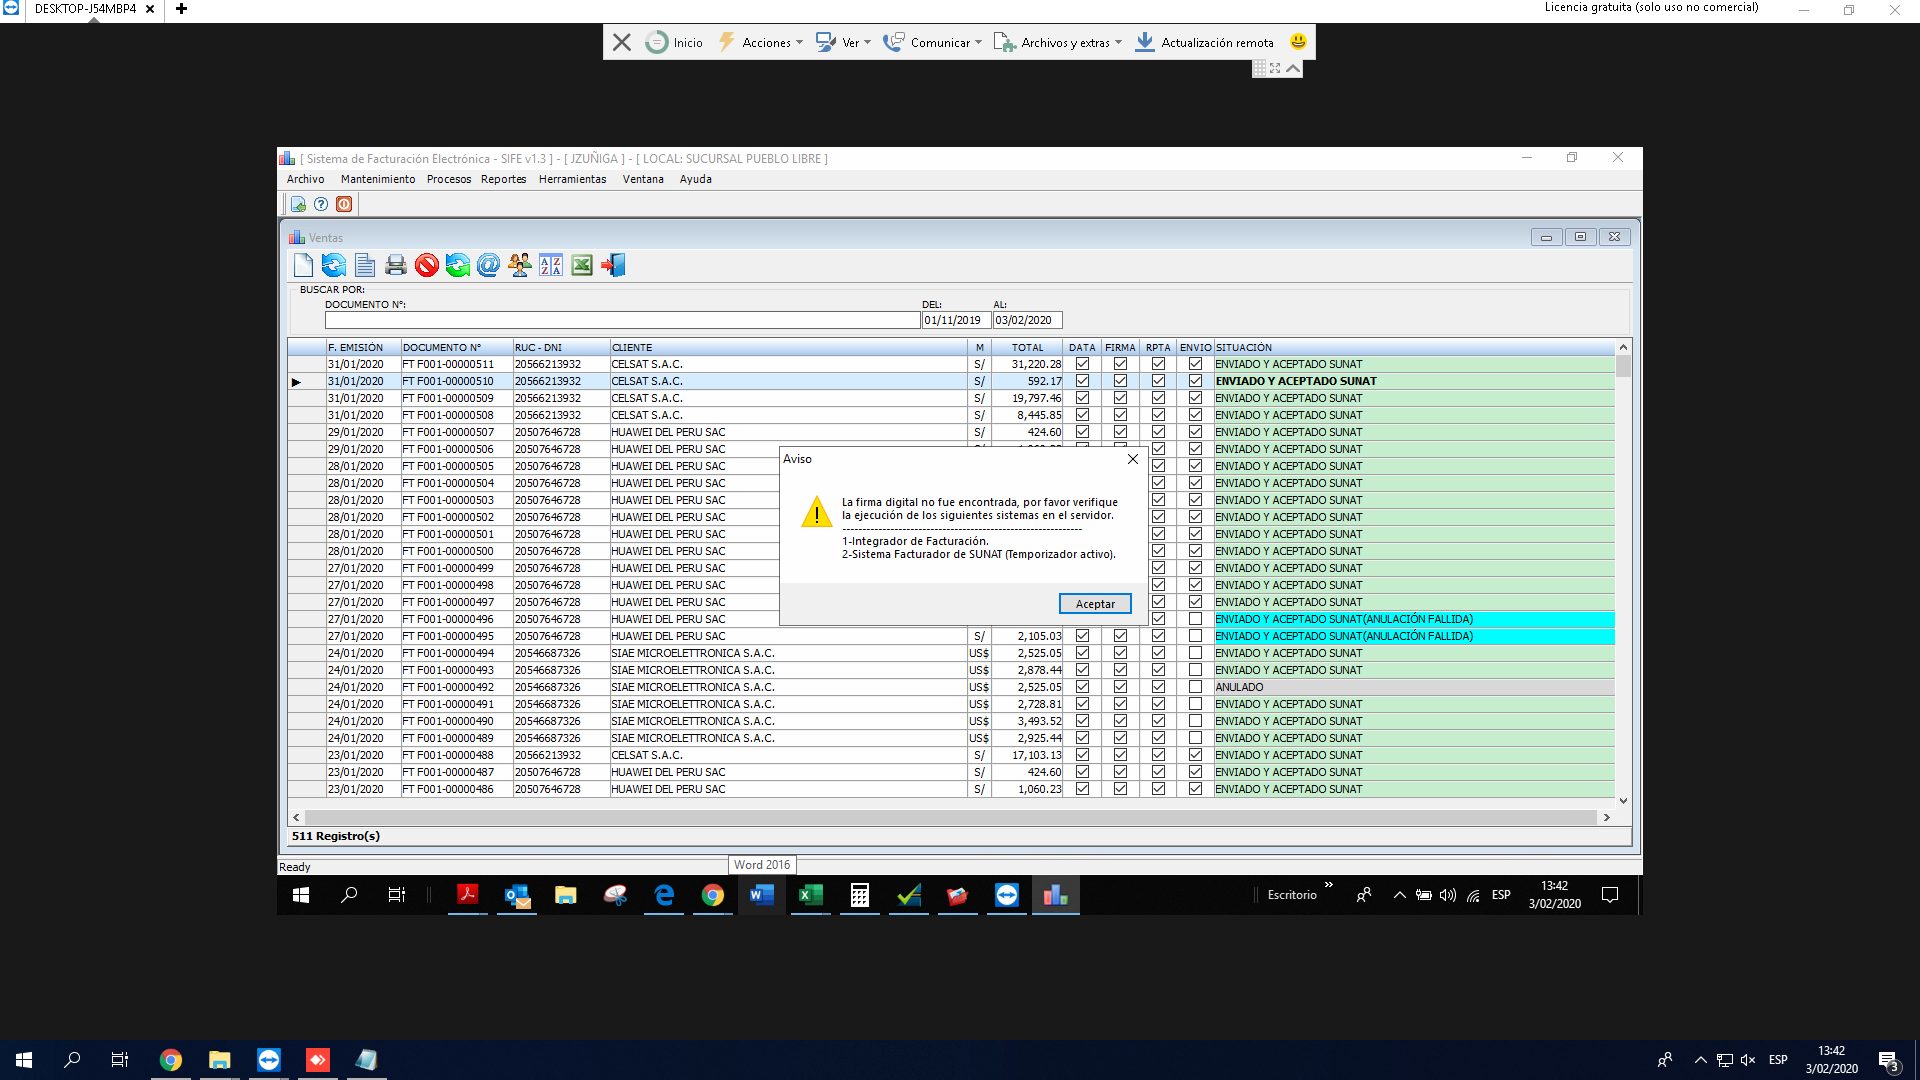 DESKTOP-J54MBP4
Licencia gratuita (solo uso no comercial)
Inicio Acciones Ver Comunicar Archivos y extras Actualización remota
[ Sistema de Facturación Electrónica - SIFE v1.3 ] - [ JZUÑIGA ] - [ LOCAL: SUCURSAL PUEBLO LIBRE ]
Archivo Mantenimiento Procesos Reportes Herramientas Ventana Ayuda
Ventas
BUSCAR POR:
DOCUMENTO N°: DEL: AL:
01/11/2019 03/02/2020
F. EMISIÓN DOCUMENTO N° RUC - DNI CLIENTE M TOTAL DATA FIRMA RPTA ENVIO SITUACIÓN
31/01/2020 FT F001-00000511 20566213932 CELSAT S.A.C. S/ 31,220.28 ENVIADO Y ACEPTADO SUNAT
31/01/2020 FT F001-00000510 20566213932 CELSAT S.A.C. S/ 592.17 ENVIADO Y ACEPTADO SUNAT
31/01/2020 FT F001-00000509 20566213932 CELSAT S.A.C. S/ 19,797.46 ENVIADO Y ACEPTADO SUNAT
31/01/2020 FT F001-00000508 20566213932 CELSAT S.A.C. S/ 8,445.85 ENVIADO Y ACEPTADO SUNAT
29/01/2020 FT F001-00000507 20507646728 HUAWEI DEL PERU SAC S/ 424.60 ENVIADO Y ACEPTADO SUNAT
29/01/2020 FT F001-00000506 20507646728 HUAWEI DEL PERU SAC ENVIADO Y ACEPTADO SUNAT
28/01/2020 FT F001-00000505 20507646728 HUAWEI DEL PERU SAC ENVIADO Y ACEPTADO SUNAT
28/01/2020 FT F001-00000504 20507646728 HUAWEI DEL PERU SAC ENVIADO Y ACEPTADO SUNAT
28/01/2020 FT F001-00000503 20507646728 HUAWEI DEL PERU SAC ENVIADO Y ACEPTADO SUNAT
28/01/2020 FT F001-00000502 20507646728 HUAWEI DEL PERU SAC ENVIADO Y ACEPTADO SUNAT
28/01/2020 FT F001-00000501 20507646728 HUAWEI DEL PERU SAC ENVIADO Y ACEPTADO SUNAT
28/01/2020 FT F001-00000500 20507646728 HUAWEI DEL PERU SAC ENVIADO Y ACEPTADO SUNAT
27/01/2020 FT F001-00000499 20507646728 HUAWEI DEL PERU SAC ENVIADO Y ACEPTADO SUNAT
27/01/2020 FT F001-00000498 20507646728 HUAWEI DEL PERU SAC ENVIADO Y ACEPTADO SUNAT
27/01/2020 FT F001-00000497 20507646728 HUAWEI DEL PERU SAC ENVIADO Y ACEPTADO SUNAT
27/01/2020 FT F001-00000496 20507646728 HUAWEI DEL PERU SAC ENVIADO Y ACEPTADO SUNAT(ANULACIÓN FALLIDA)
27/01/2020 FT F001-00000495 20507646728 HUAWEI DEL PERU SAC S/ 2,105.03 ENVIADO Y ACEPTADO SUNAT(ANULACIÓN FALLIDA)
24/01/2020 FT F001-00000494 20546687326 SIAE MICROELETTRONICA S.A.C. US$ 2,525.05 ENVIADO Y ACEPTADO SUNAT
24/01/2020 FT F001-00000493 20546687326 SIAE MICROELETTRONICA S.A.C. US$ 2,878.44 ENVIADO Y ACEPTADO SUNAT
24/01/2020 FT F001-00000492 20546687326 SIAE MICROELETTRONICA S.A.C. US$ 2,525.05 ANULADO
24/01/2020 FT F001-00000491 20546687326 SIAE MICROELETTRONICA S.A.C. US$ 2,728.81 ENVIADO Y ACEPTADO SUNAT
24/01/2020 FT F001-00000490 20546687326 SIAE MICROELETTRONICA S.A.C. US$ 3,493.52 ENVIADO Y ACEPTADO SUNAT
24/01/2020 FT F001-00000489 20546687326 SIAE MICROELETTRONICA S.A.C. US$ 2,925.44 ENVIADO Y ACEPTADO SUNAT
23/01/2020 FT F001-00000488 20566213932 CELSAT S.A.C. S/ 17,103.13 ENVIADO Y ACEPTADO SUNAT
23/01/2020 FT F001-00000487 20507646728 HUAWEI DEL PERU SAC S/ 424.60 ENVIADO Y ACEPTADO SUNAT
23/01/2020 FT F001-00000486 20507646728 HUAWEI DEL PERU SAC S/ 1,060.23 ENVIADO Y ACEPTADO SUNAT
Aviso
La firma digital no fue encontrada, por favor verifique
la ejecución de los siguientes sistemas en el servidor.
------------------------------------------------------------
1-Integrador de Facturación.
2-Sistema Facturador de SUNAT (Temporizador activo).
Aceptar
511 Registro(s)
Ready
Word 2016
Escritorio ESP 13:42
3/02/2020
ESP 13:42
3/02/2020
3